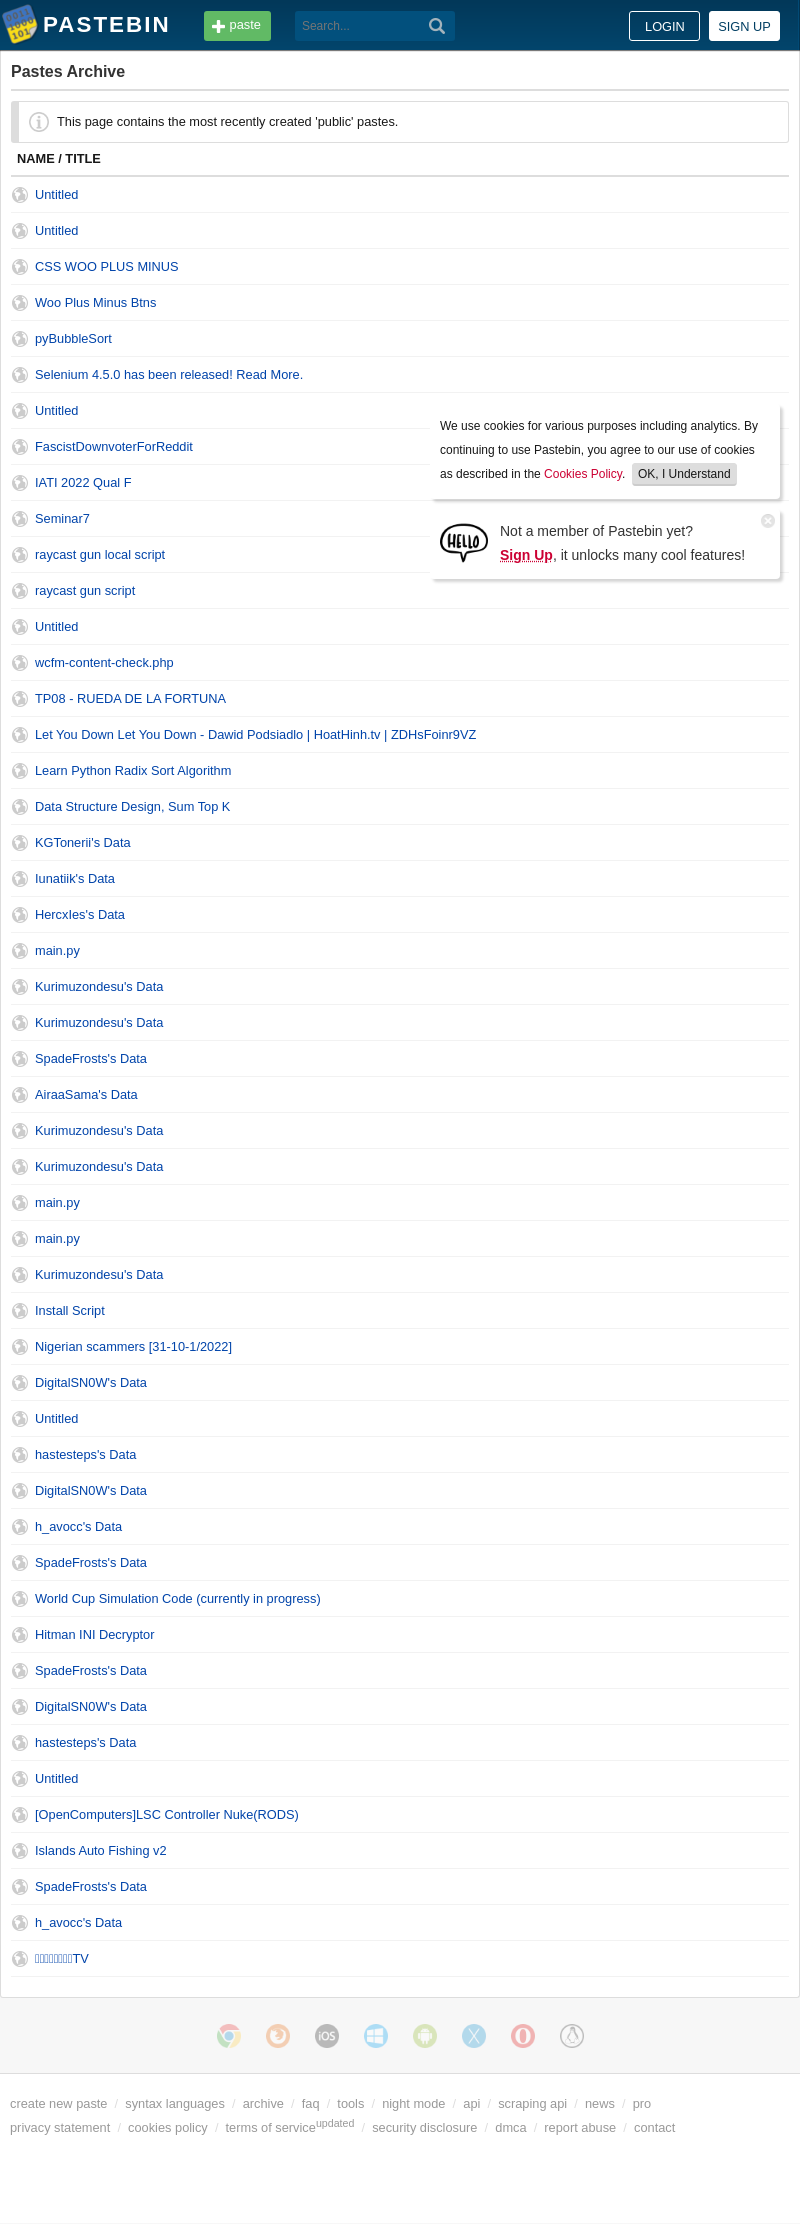 PASTEBIN
paste
Search...
LOGIN
SIGN UP
Pastes Archive
This page contains the most recently created 'public' pastes.
NAME / TITLE
Untitled
Untitled
CSS WOO PLUS MINUS
Woo Plus Minus Btns
pyBubbleSort
Selenium 4.5.0 has been released! Read More.
Untitled
FascistDownvoterForReddit
IATI 2022 Qual F
Seminar7
raycast gun local script
raycast gun script
We use cookies for various purposes including analytics. By
continuing to use Pastebin, you agree to our use of cookies
as described in the Cookies Policy. OK, I Understand
HELLO
Not a member of Pastebin yet?
Sign Up, it unlocks many cool features!
Untitled
wcfm-content-check.php
TP08 - RUEDA DE LA FORTUNA
Let You Down Let You Down - Dawid Podsiadlo | HoatHinh.tv | ZDHsFoinr9VZ
Learn Python Radix Sort Algorithm
Data Structure Design, Sum Top K
KGTonerii's Data
Iunatiik's Data
HercxIes's Data
main.py
Kurimuzondesu's Data
Kurimuzondesu's Data
SpadeFrosts's Data
AiraaSama's Data
Kurimuzondesu's Data
Kurimuzondesu's Data
main.py
main.py
Kurimuzondesu's Data
Install Script
Nigerian scammers [31-10-1/2022]
DigitalSN0W's Data
Untitled
hastesteps's Data
DigitalSN0W's Data
h_avocc's Data
SpadeFrosts's Data
World Cup Simulation Code (currently in progress)
Hitman INI Decryptor
SpadeFrosts's Data
DigitalSN0W's Data
hastesteps's Data
Untitled
[OpenComputers]LSC Controller Nuke(RODS)
Islands Auto Fishing v2
SpadeFrosts's Data
h_avocc's Data
TV
iOS
create new paste / syntax languages / archive / faq / tools / night mode / api / scraping api / news / pro
privacy statement / cookies policy / terms of service updated / security disclosure / dmca / report abuse / contact